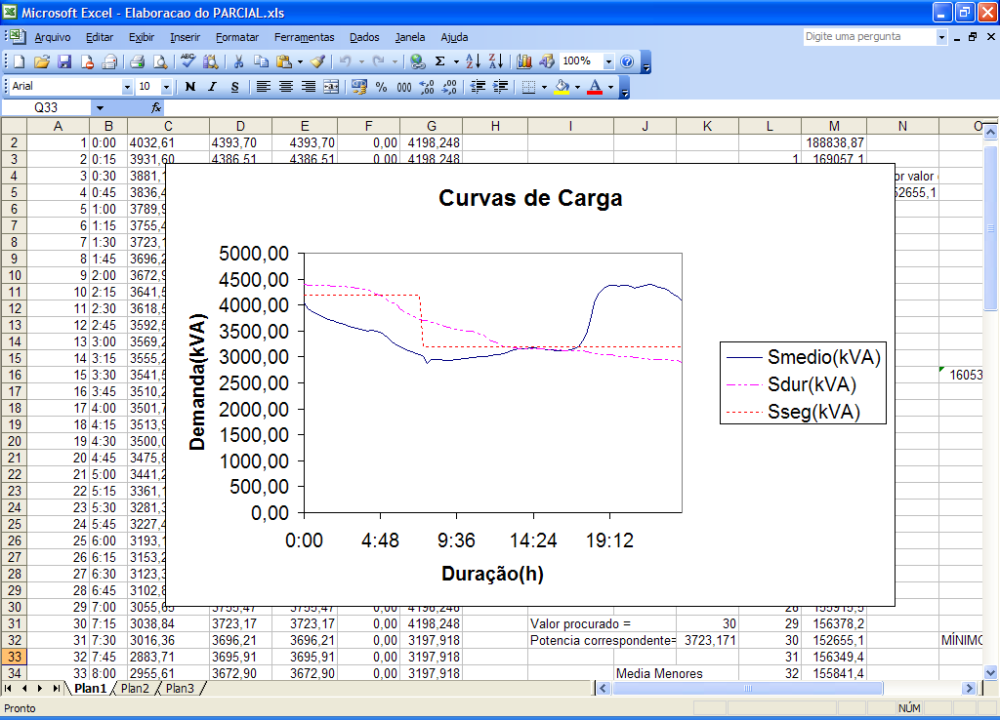 Microsoft Excel - Elaboracao do PARCIAL.xls
Arquivo Editar Exibir Inserir Formatar Ferramentas Dados Janela Ajuda Digite uma pergunta
100%
Arial 10 N I S % 000
Q33 fx
A B C D E F G H I J K L M N O
2 1 0:00 4032,61 4393,70 4393,70 0,00 4198,248 188838,87
3 2 0:15 3931,60 4386,51 4386,51 0,00 4198,248 1 169057,1
4 3 0:30 3881, or valor
5 4 0:45 3836,4 52655,1
6 5 1:00 3789,9
7 6 1:15 3755,4
8 7 1:30 3723,1
9 8 1:45 3696,2
10 9 2:00 3672,9
11 10 2:15 3641,5
12 11 2:30 3618,5
13 12 2:45 3592,5
14 13 3:00 3569,2
15 14 3:15 3555,2
16 15 3:30 3541,5 16053
17 16 3:45 3510,2
18 17 4:00 3501,7
19 18 4:15 3513,9
20 19 4:30 3500,0
21 20 4:45 3475,8
22 21 5:00 3441,2
23 22 5:15 3361,1
24 23 5:30 3281,3
25 24 5:45 3227,4
26 25 6:00 3193,1
27 26 6:15 3153,2
28 27 6:30 3123,3
29 28 6:45 3102,8
30 29 7:00 3055,65 3755,47 3755,47 0,00 4198,248 28 155915,5
31 30 7:15 3038,84 3723,17 3723,17 0,00 4198,248 Valor procurado = 30 29 156378,2
32 31 7:30 3016,36 3696,21 3696,21 0,00 3197,918 Potencia correspondente= 3723,171 30 152655,1 MÍNIMO
33 32 7:45 2883,71 3695,91 3695,91 0,00 3197,918 31 156349,4
34 33 8:00 2955,61 3672,90 3672,90 0,00 3197,918 Media Menores 32 155841,4
Curvas de Carga
Demanda(kVA)
5000,00
4500,00
4000,00
3500,00
3000,00
2500,00
2000,00
1500,00
1000,00
500,00
0,00
0:00 4:48 9:36 14:24 19:12
Duração(h)
Smedio(kVA)
Sdur(kVA)
Sseg(kVA)
Plan1 Plan2 Plan3
Pronto NÚM